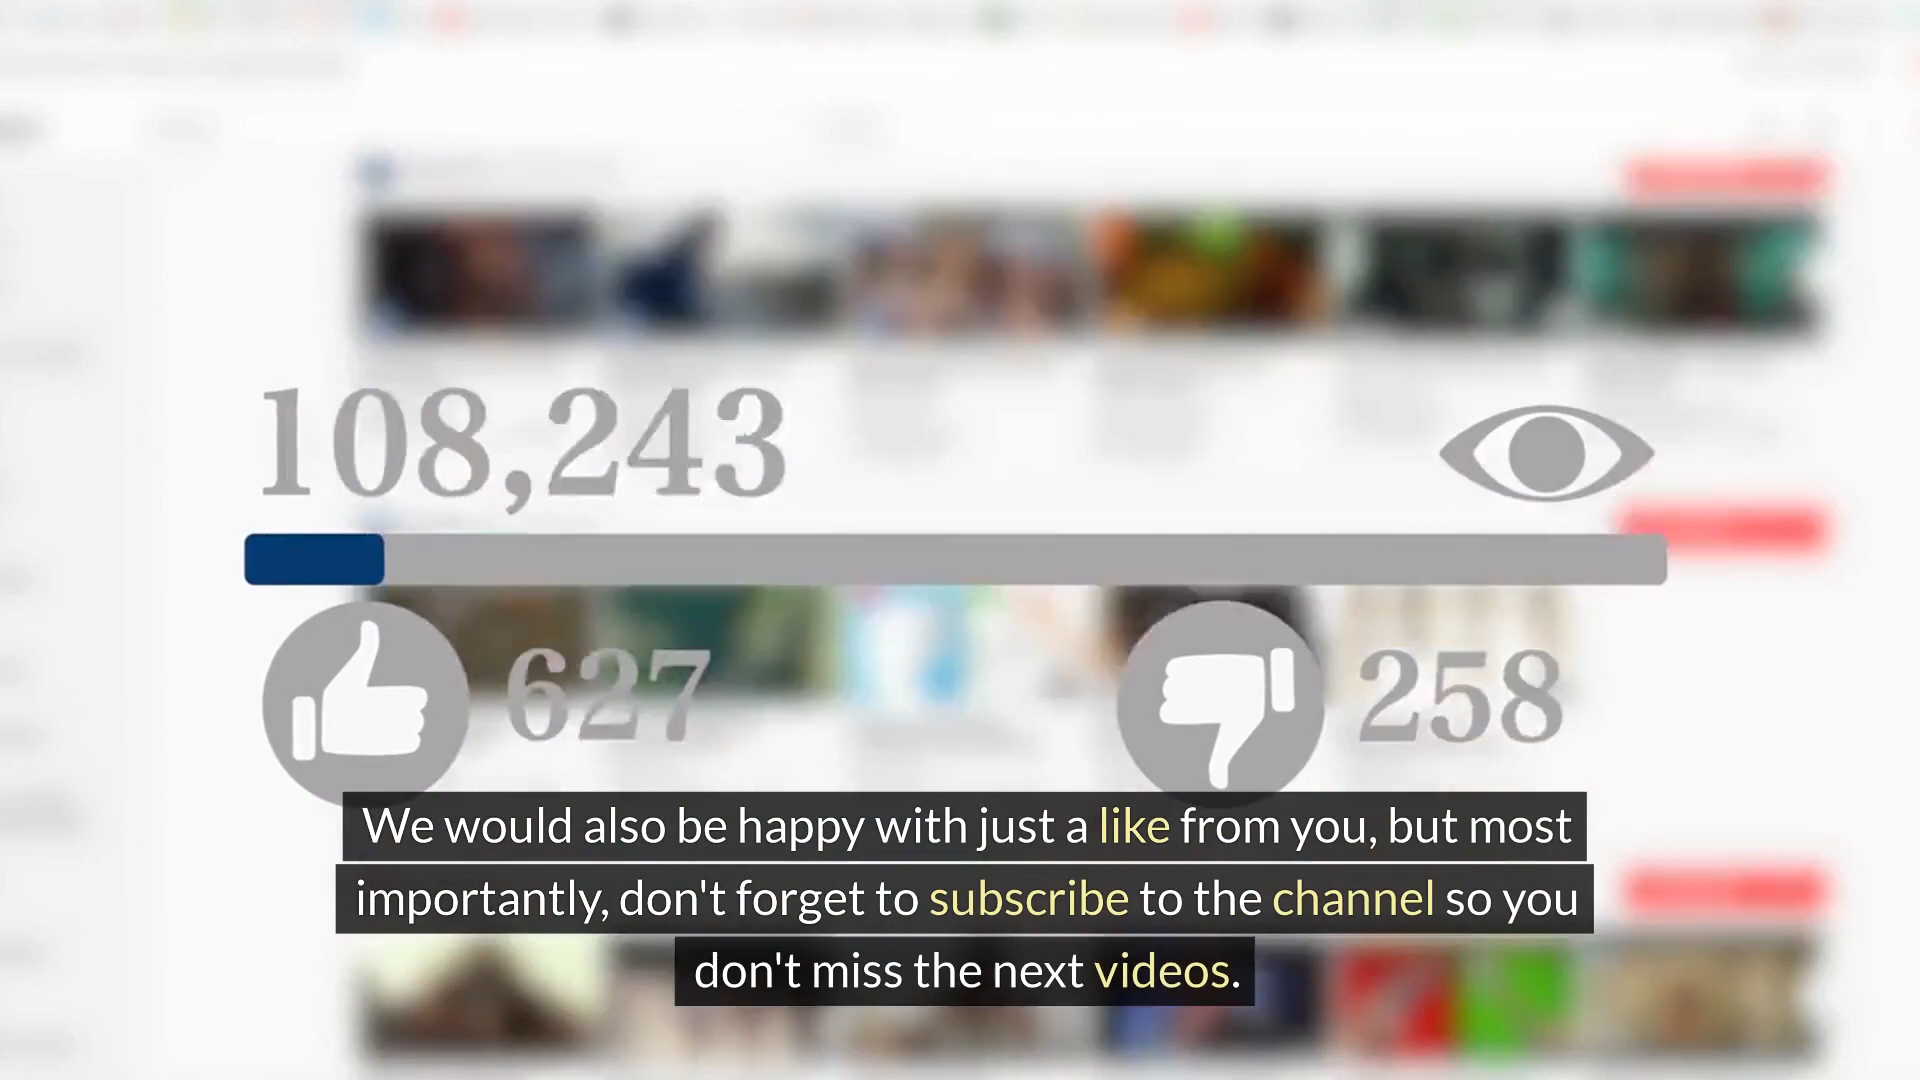 108,243
627
258
We would also be happy with just a like from you, but most
importantly, don't forget to subscribe to the channel so you
don't miss the next videos.